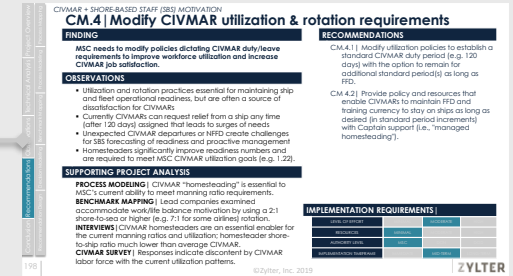 CIVMAR + SHORE-BASED STAFF (SBS) MOTIVATION
CM.4|Modify CIVMAR utilization & rotation requirements
FINDING
MSC needs to modify policies dictating CIVMAR duty/leave
requirements to improve workforce utilization and increase
CIVMAR job satisfaction.
OBSERVATIONS
• Utilization and rotation practices essential for maintaining ship
and fleet operational readiness, but are often a source of
dissatisfaction for CIVMARs
• Currently CIVMARs can request relief from a ship any time
(after 120 days) assigned that leads to surges of needs
• Unexpected CIVMAR departures or NFFD create challenges
for SBS forecasting of readiness and proactive management
• Homesteaders significantly improve readiness numbers and
are required to meet MSC CIVMAR utilization goals (e.g. 1.22).
SUPPORTING PROJECT ANALYSIS
PROCESS MODELING| CIVMAR "homesteading" is essential to
MSC's current ability to meet manning ratio requirements.
BENCHMARK MAPPING| Lead companies examined
accommodate work/life balance motivation by using a 2:1
shore-to-sea or higher (e.g. 7:1 for some airlines) rotation.
INTERVIEWS|CIVMAR homesteaders are an essential enabler for
the current manning ratios and utilization; homesteader shore-
to-ship ratio much lower than average CIVMAR.
CIVMAR SURVEY| Responses indicate discontent by CIVMAR
labor force with the current utilization patterns.
RECOMMENDATIONS
CM.4.1| Modify utilization policies to establish a
standard CIVMAR duty period (e.g. 120
days) with the option to remain for
additional standard period(s) as long as
FFD.
CM 4.2| Provide policy and resources that
enable CIVMARs to maintain FFD and
training currency to stay on ships as long as
desired (in standard period increments)
with Captain support (i.e., "managed
homesteading").
IMPLEMENTATION REQUIREMENTS|
LEVEL OF EFFORT
RESOURCES
AUTHORITY LEVEL
IMPLEMENTATION TIMEFRAME
Recommendations
198
©Zylter, Inc. 2019
ZYLTER